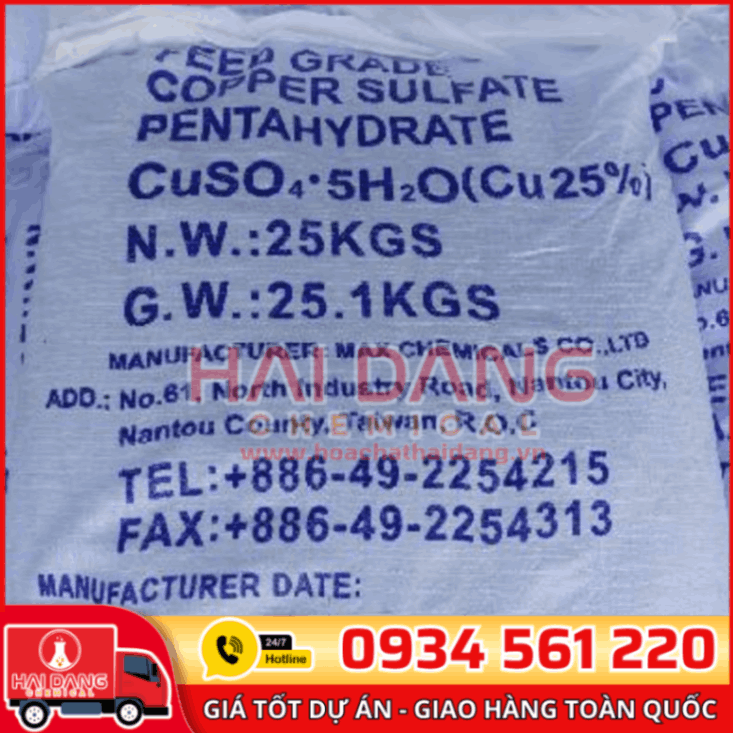 FEED GRADE
COPPER SULFATE
PENTAHYDRATE
CuSO₄·5H₂O(Cu25%)
N.W.:25KGS
G.W.:25.1KGS
MANUFACTURER: MAX CHEMICALS CO.,LTD
HAI DANG
ADD.: No.61, North Industry Road, Nantou City,
Nantou County, Taiwan R.O.C
CHEMICAL
www.hoachathaidang.vn
TEL:+886-49-2254215
FAX:+886-49-2254313
MANUFACTURER DATE:
PEN
Cu
N.
HAI DANG
CHEMICAL
24/7
Hotline
0934 561 220
GIÁ TỐT DỰ ÁN - GIAO HÀNG TOÀN QUỐC